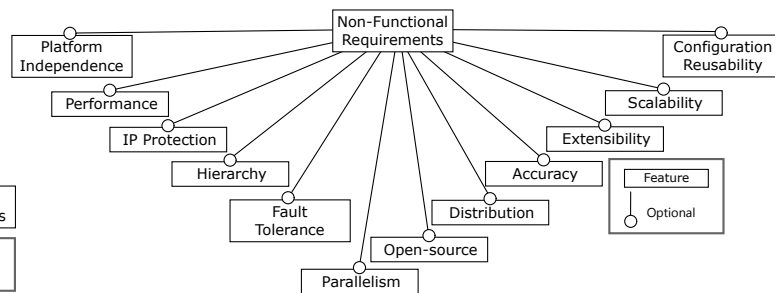 Non-Functional
Requirements
Platform
Independence
Configuration
Reusability
Performance
Scalability
IP Protection
Extensibility
Hierarchy
Accuracy
Feature
Fault
Tolerance
Distribution
Optional
s
Open-source
Parallelism